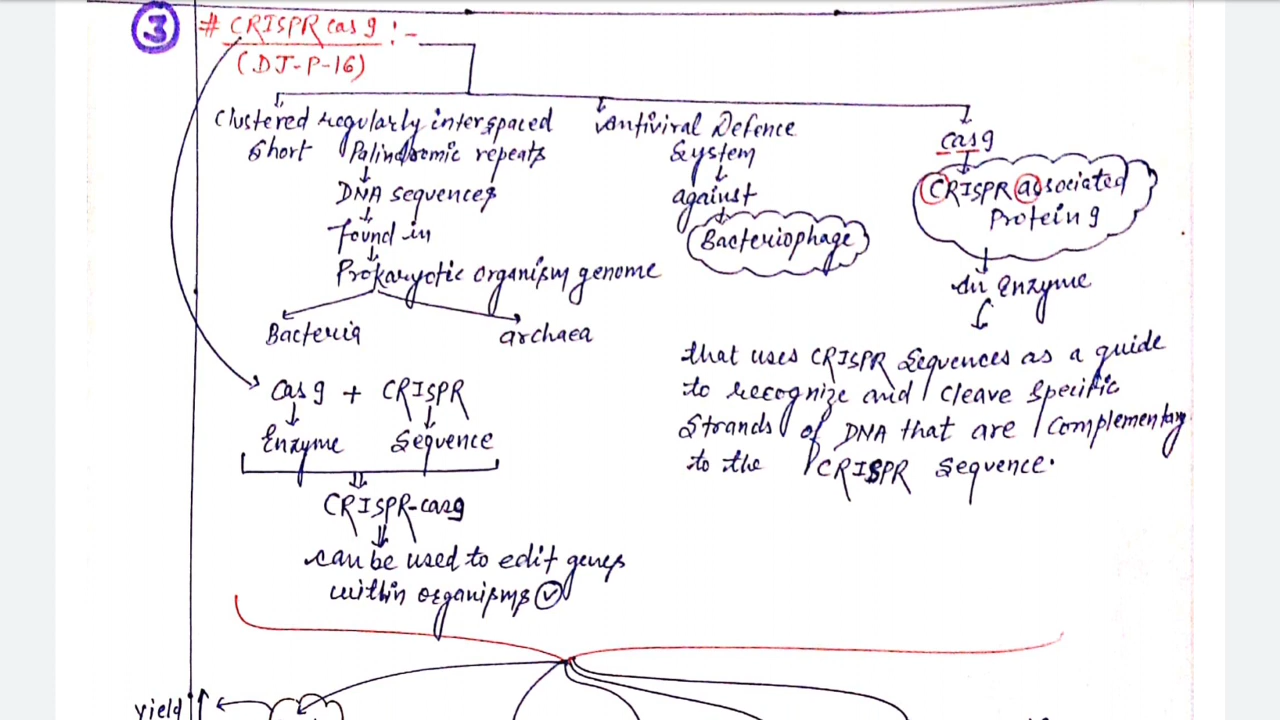 3 # CRISPR cas 9 :-
(DJ-P-16)
Clustered regularly interspaced
short Palindromic repeats
DNA sequences
found in
Prokaryotic organism genome
Bacteria
archaea
Antiviral Defence
System
against
Bacteriophage
cas9
CRISPR associated
Protein 9
An Enzyme
that uses CRISPR Sequences as a guide
to recognize and cleave specific
Strands of DNA that are complementary
to the CRISPR sequence.
Cas 9 + CRISPR
Enzyme Sequence
CRISPR-cas9
can be used to edit genes
within organisms
yield